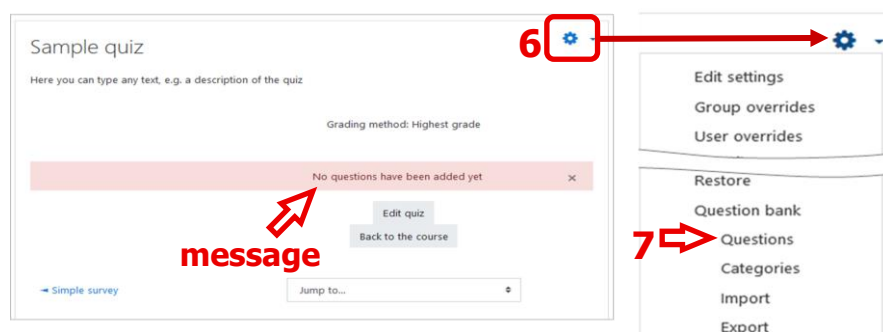 Sample quiz
6
Here you can type any text, e.g. a description of the quiz
Grading method: Highest grade
No questions have been added yet ×
message
Edit quiz
Back to the course
◄ Simple survey
Jump to...
Edit settings
Group overrides
User overrides
Restore
Question bank
7
Questions
Categories
Import
Export